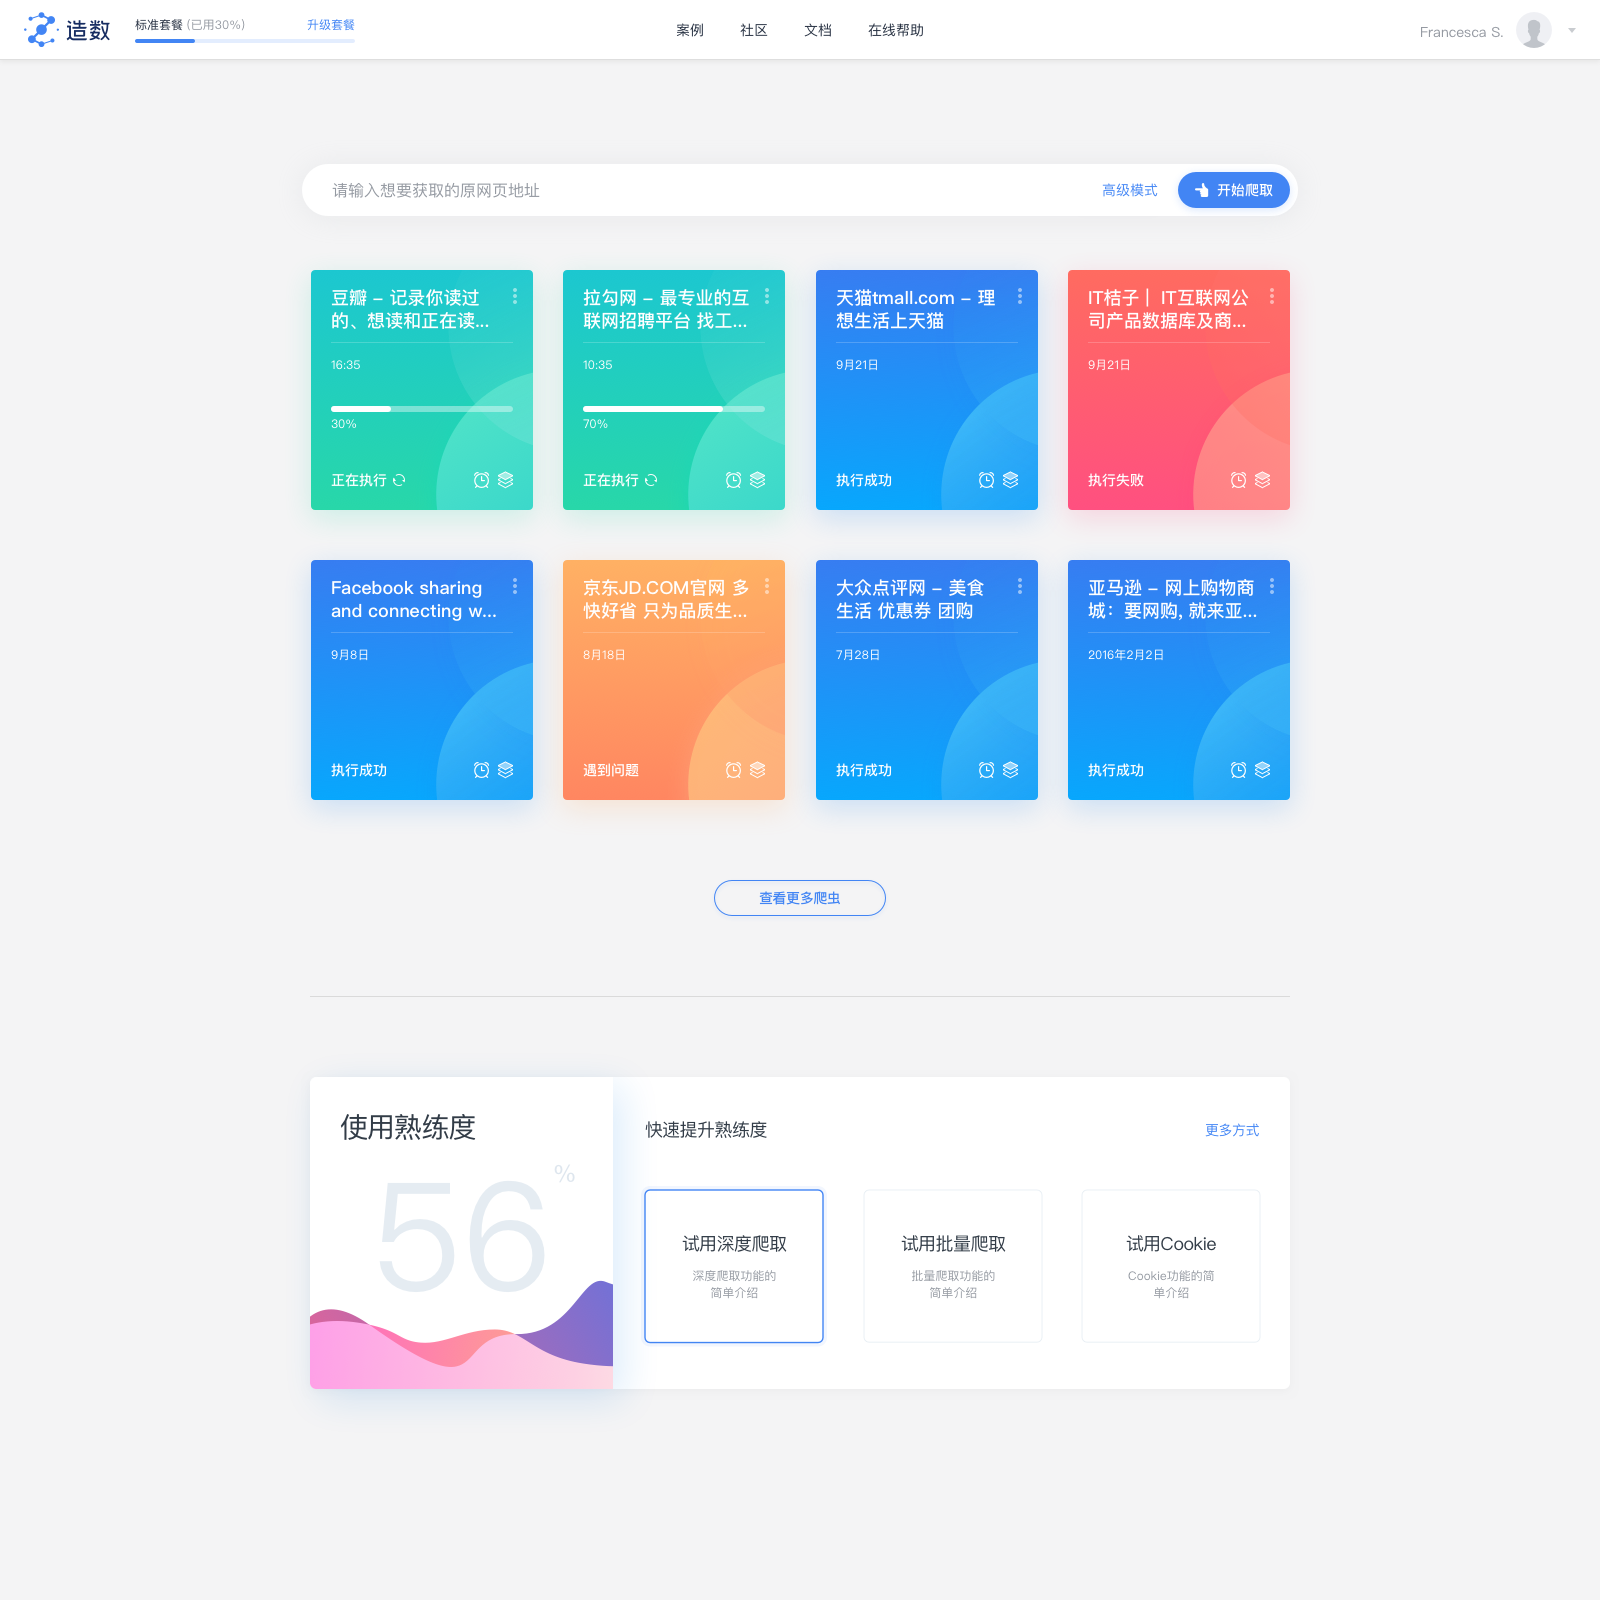 造数
标准套餐 (已用30%)
升级套餐
案例
社区
文档
在线帮助
Francesca S.
请输入想要获取的原网页地址
高级模式
开始爬取
豆瓣 – 记录你读过
的、想读和正在读...
16:35
30%
正在执行
拉勾网 – 最专业的互
联网招聘平台 找工...
10:35
70%
正在执行
天猫tmall.com – 理
想生活上天猫
9月21日
执行成功
IT桔子 | IT互联网公
司产品数据库及商...
9月21日
执行失败
Facebook sharing
and connecting w...
9月8日
执行成功
京东JD.COM官网 多
快好省 只为品质生...
8月18日
遇到问题
大众点评网 – 美食
生活 优惠券 团购
7月28日
执行成功
亚马逊 – 网上购物商
城：要网购, 就来亚...
2016年2月2日
执行成功
查看更多爬虫
使用熟练度
56%
快速提升熟练度
更多方式
试用深度爬取
深度爬取功能的
简单介绍
试用批量爬取
批量爬取功能的
简单介绍
试用Cookie
Cookie功能的简
单介绍